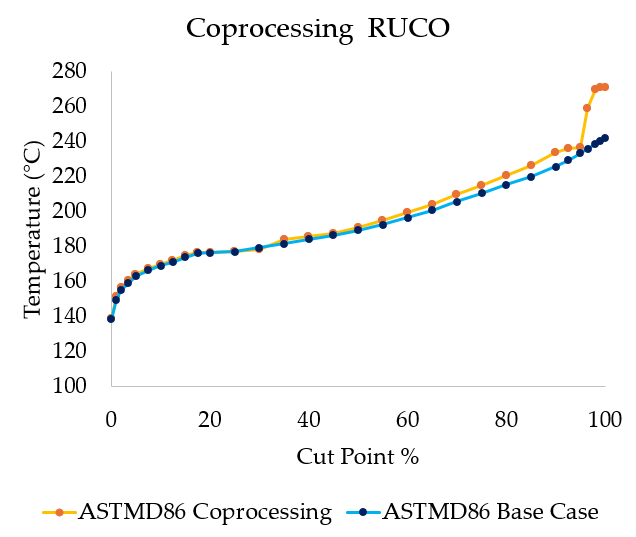 Coprocessing  RUCO
280
260
240
220
200
180
160
140
120
100
Temperature (°C)
0 20 40 60 80 100
Cut Point %
ASTMD86 Coprocessing ASTMD86 Base Case